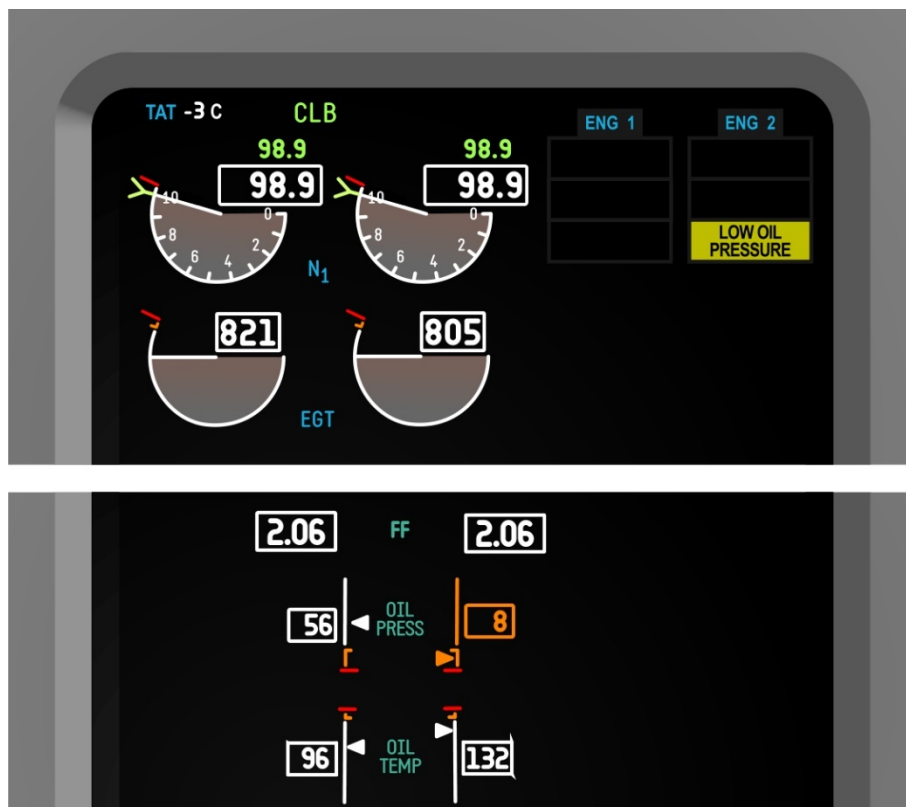 TAT -3 C CLB
ENG 1 ENG 2
98.9 98.9
98.9 98.9
10 0 10 0
8 2 8 2
6 4 6 4
N1
LOW OIL
PRESSURE
821 805
EGT
2.06 FF 2.06
56 OIL
PRESS 8
96 OIL
TEMP 132